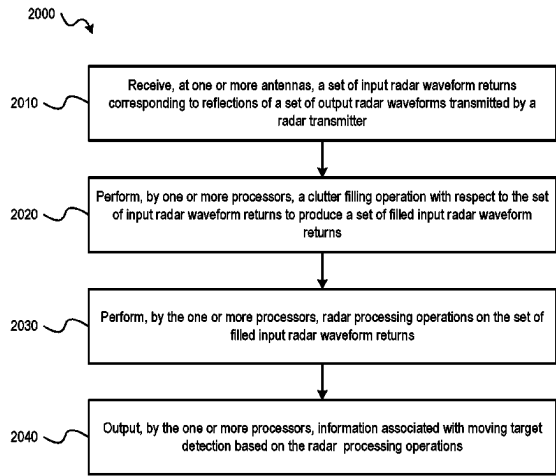 2000
2010
Receive, at one or more antennas, a set of input radar waveform returns
corresponding to reflections of a set of output radar waveforms transmitted by a
radar transmitter
2020
Perform, by one or more processors, a clutter filling operation with respect to the set
of input radar waveform returns to produce a set of filled input radar waveform
returns
2030
Perform, by the one or more processors, radar processing operations on the set of
filled input radar waveform returns
2040
Output, by the one or more processors, information associated with moving target
detection based on the radar processing operations